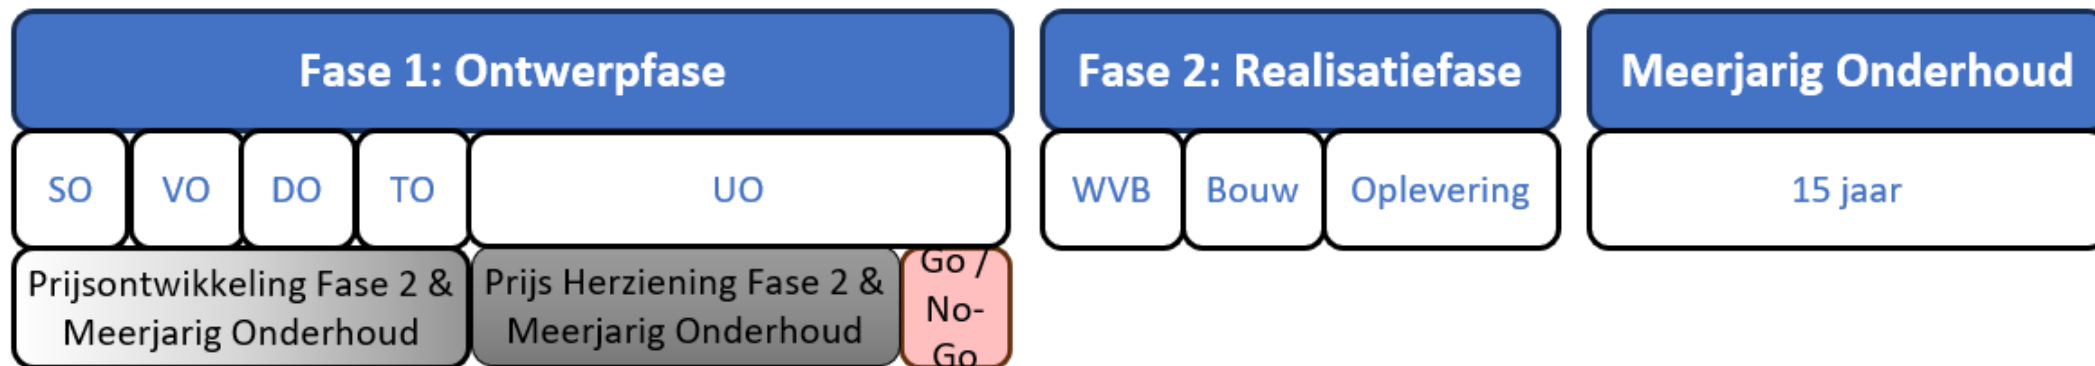 Fase 1: Ontwerpfase
Fase 2: Realisatiefase
Meerjarig Onderhoud
SO
VO
DO
TO
UO
WVB
Bouw
Oplevering
15 jaar
Prijsontwikkeling Fase 2 &
Meerjarig Onderhoud
Prijs Herziening Fase 2 &
Meerjarig Onderhoud
Go /
No-
Go